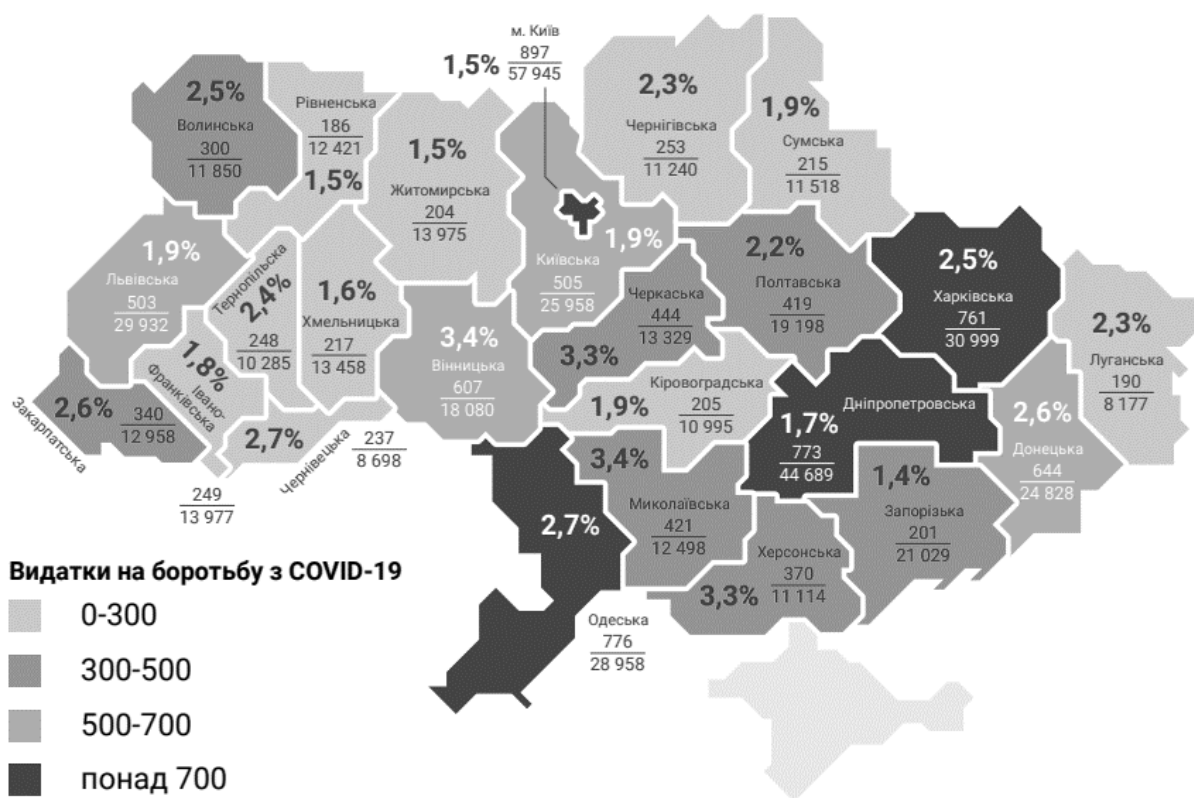 м. Київ
897
57 945
1,5%
2,5%
Волинська
300
11 850
Рівненська
186
12 421
1,5%
1,5%
Житомирська
204
13 975
2,3%
Чернігівська
253
11 240
1,9%
Сумська
215
11 518
1,9%
Львівська
503
29 932
Тернопільска
2,4%
248
10 285
1,6%
Хмельницька
217
13 458
1,9%
Київська
505
25 958
Черкаська
444
13 329
3,3%
2,2%
Полтавська
419
19 198
2,5%
Харківська
761
30 999
2,3%
Луганська
190
8 177
3,4%
Вінницька
607
18 080
1,8%
Івано-
Франківська
249
13 977
2,6%
340
12 958
Закарпатська
2,7%
Чернівецька
237
8 698
Кіровоградська
1,9%
205
10 995
Дніпропетровська
1,7%
773
44 689
2,6%
Донецька
644
24 828
3,4%
Миколаївська
421
12 498
1,4%
Запорізька
201
21 029
2,7%
Одеська
776
28 958
Херсонська
370
11 114
3,3%
Видатки на боротьбу з COVID-19
0-300
300-500
500-700
понад 700